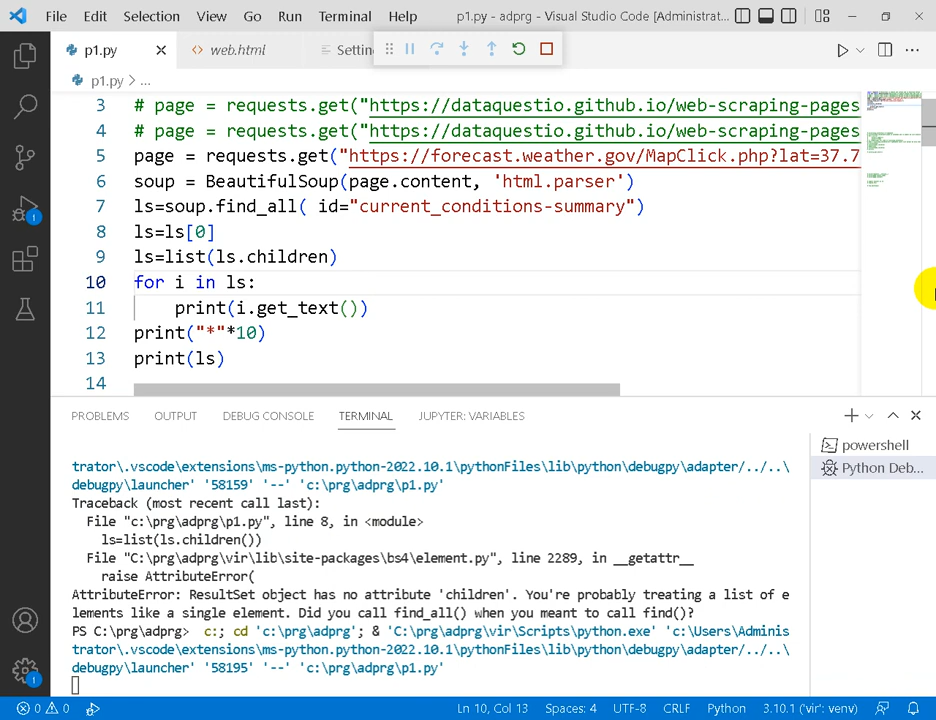 File Edit Selection View Go Run Terminal Help p1.py - adprg - Visual Studio Code [Administrat...
p1.py web.html Settin
p1.py > ...
3 # page = requests.get("https://dataquestio.github.io/web-scraping-pages
4 # page = requests.get("https://dataquestio.github.io/web-scraping-pages
5 page = requests.get("https://forecast.weather.gov/MapClick.php?lat=37.7
6 soup = BeautifulSoup(page.content, 'html.parser')
7 ls=soup.find_all( id="current_conditions-summary")
8 ls=ls[0]
9 ls=list(ls.children)
10 for i in ls:
11 print(i.get_text())
12 print("*"*10)
13 print(ls)
14
PROBLEMS OUTPUT DEBUG CONSOLE TERMINAL JUPYTER: VARIABLES
powershell
Python Deb...
trator\.vscode\extensions\ms-python.python-2022.10.1\pythonFiles\lib\python\debugpy\adapter/../..\
debugpy\launcher' '58159' '--' 'c:\prg\adprg\p1.py'
Traceback (most recent call last):
File "c:\prg\adprg\p1.py", line 8, in <module>
ls=list(ls.children())
File "C:\prg\adprg\vir\lib\site-packages\bs4\element.py", line 2289, in __getattr__
raise AttributeError(
AttributeError: ResultSet object has no attribute 'children'. You're probably treating a list of e
lements like a single element. Did you call find_all() when you meant to call find()?
PS C:\prg\adprg> c:; cd 'c:\prg\adprg'; & 'C:\prg\adprg\vir\Scripts\python.exe' 'c:\Users\Adminis
trator\.vscode\extensions\ms-python.python-2022.10.1\pythonFiles\lib\python\debugpy\adapter/../..\
debugpy\launcher' '58195' '--' 'c:\prg\adprg\p1.py'
0 0 Ln 10, Col 13 Spaces: 4 UTF-8 CRLF Python 3.10.1 ('vir': venv)